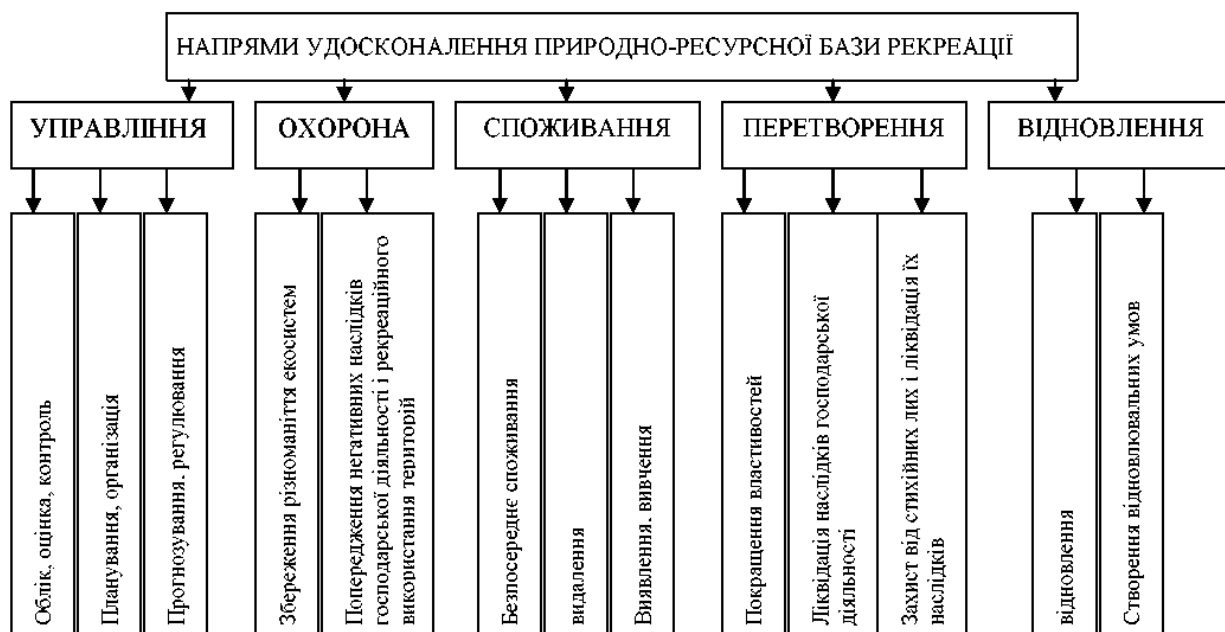 НАПРЯМИ УДОСКОНАЛЕННЯ ПРИРОДНО-РЕСУРСНОЇ БАЗИ РЕКРЕАЦІЇ
УПРАВЛІННЯ
ОХОРОНА
СПОЖИВАННЯ
ПЕРЕТВОРЕННЯ
ВІДНОВЛЕННЯ
Облік, оцінка, контроль
Планування, організація
Прогнозування. регулювання
Збереження різноманіття екосистем
Попередження негативних наслідків
господарської діяльності і рекреаційного
використання територій
Безпосереднє споживання
видалення
Виявлення. вивчення
Покращення властивостей
Ліквідація наслідків господарської
діяльності
Захист від стихійних лих і ліквідація їх
наслідків
відновлення
Створення відновлювальних умов